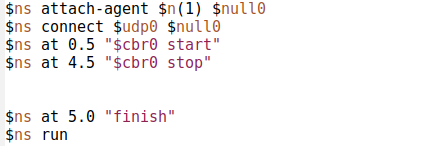 $ns attach-agent $n(1) $null0
$ns connect $udp0 $null0
$ns at 0.5 "$cbr0 start"
$ns at 4.5 "$cbr0 stop"
$ns at 5.0 "finish"
$ns run